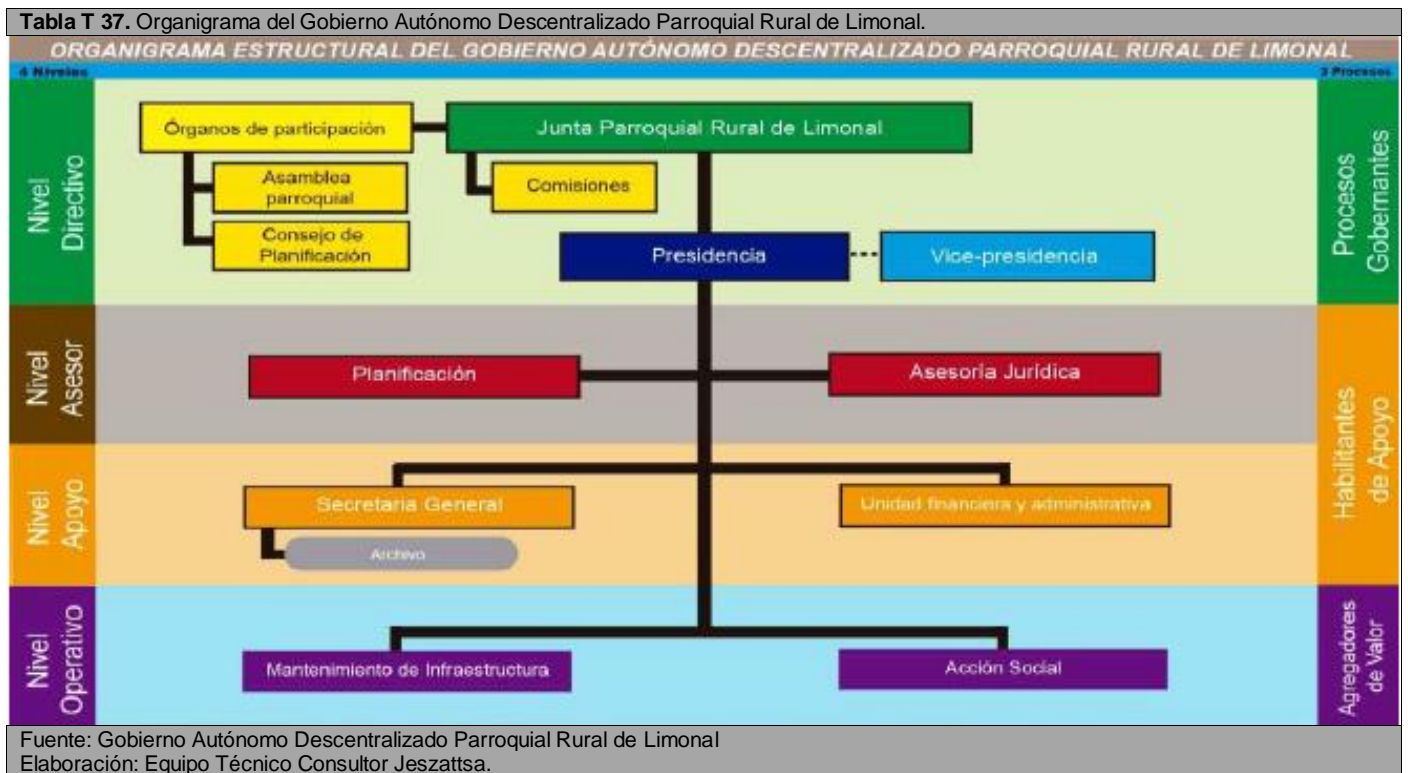 Tabla T 37. Organigrama del Gobierno Autónomo Descentralizado Parroquial Rural de Limonal.
ORGANIGRAMA ESTRUCTURAL DEL GOBIERNO AUTÓNOMO DESCENTRALIZADO PARROQUIAL RURAL DE LIMONAL
4 Niveles
3 Procesos
Nivel
Directivo
Órganos de participación
Junta Parroquial Rural de Limonal
Asamblea
parroquial
Comisiones
Consejo de
Planificación
Presidencia
Vice-presidencia
Procesos
Gobernantes
Nivel
Asesor
Planificación
Asesoría Jurídica
Habilitantes
de Apoyo
Nivel
Apoyo
Secretaria General
Unidad financiera y administrativa
Archivo
Nivel
Operativo
Mantenimiento de Infraestructura
Acción Social
Agregadores
de Valor
Fuente: Gobierno Autónomo Descentralizado Parroquial Rural de Limonal
Elaboración: Equipo Técnico Consultor Jeszattsa.